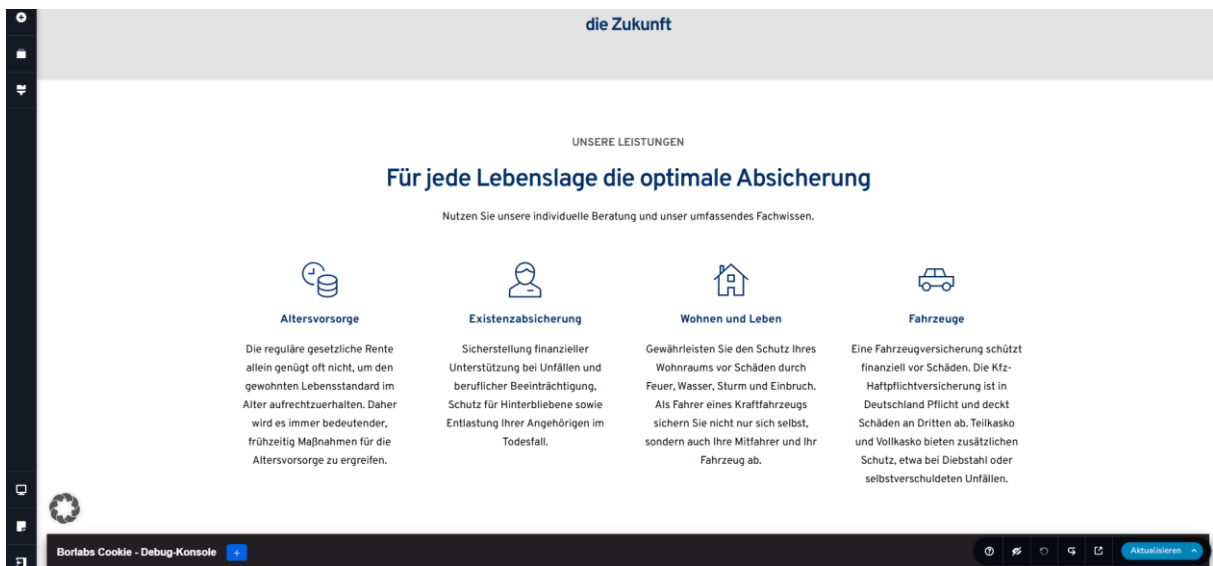 die Zukunft
UNSERE LEISTUNGEN
Für jede Lebenslage die optimale Absicherung
Nutzen Sie unsere individuelle Beratung und unser umfassendes Fachwissen.
Altersvorsorge
Die reguläre gesetzliche Rente
allein genügt oft nicht, um den
gewohnten Lebensstandard im
Alter aufrechtzuerhalten. Daher
wird es immer bedeutender,
frühzeitig Maßnahmen für die
Altersvorsorge zu ergreifen.
Existenzabsicherung
Sicherstellung finanzieller
Unterstützung bei Unfällen und
beruflicher Beeinträchtigung,
Schutz für Hinterbliebene sowie
Entlastung Ihrer Angehörigen im
Todesfall.
Wohnen und Leben
Gewährleisten Sie den Schutz Ihres
Wohnraums vor Schäden durch
Feuer, Wasser, Sturm und Einbruch.
Als Fahrer eines Kraftfahrzeugs
sichern Sie nicht nur sich selbst,
sondern auch Ihre Mitfahrer und Ihr
Fahrzeug ab.
Fahrzeuge
Eine Fahrzeugversicherung schützt
finanziell vor Schäden. Die Kfz-
Haftpflichtversicherung ist in
Deutschland Pflicht und deckt
Schäden an Dritten ab. Teilkasko
und Vollkasko bieten zusätzlichen
Schutz, etwa bei Diebstahl oder
selbstverschuldeten Unfällen.
Borlabs Cookie - Debug-Konsole
Aktualisieren